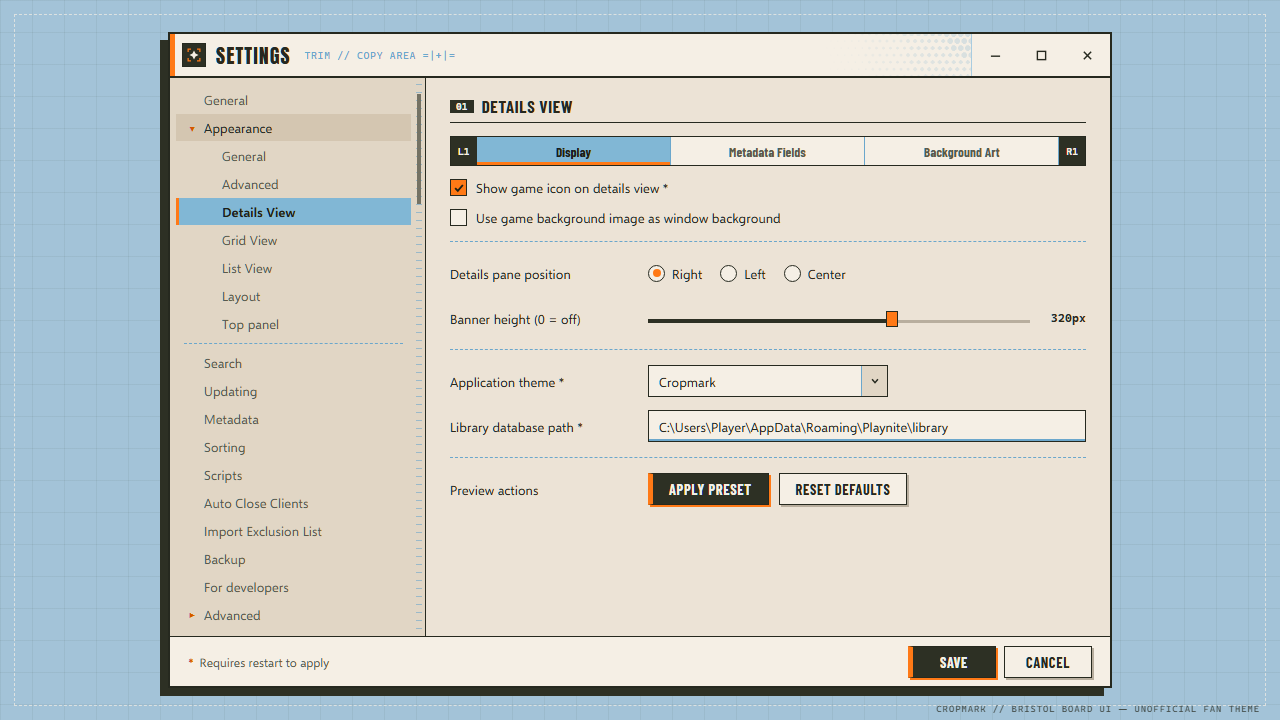 SETTINGS TRIM // COPY AREA =|+|=
General
Appearance
General
Advanced
Details View
Grid View
List View
Layout
Top panel
Search
Updating
Metadata
Sorting
Scripts
Auto Close Clients
Import Exclusion List
Backup
For developers
Advanced
01 DETAILS VIEW
L1 Display Metadata Fields Background Art R1
Show game icon on details view *
Use game background image as window background
Details pane position Right Left Center
Banner height (0 = off) 320px
Application theme * Cropmark
Library database path * C:\Users\Player\AppData\Roaming\Playnite\library
Preview actions APPLY PRESET RESET DEFAULTS
* Requires restart to apply SAVE CANCEL
CROPMARK // BRISTOL BOARD UI — UNOFFICIAL FAN THEME